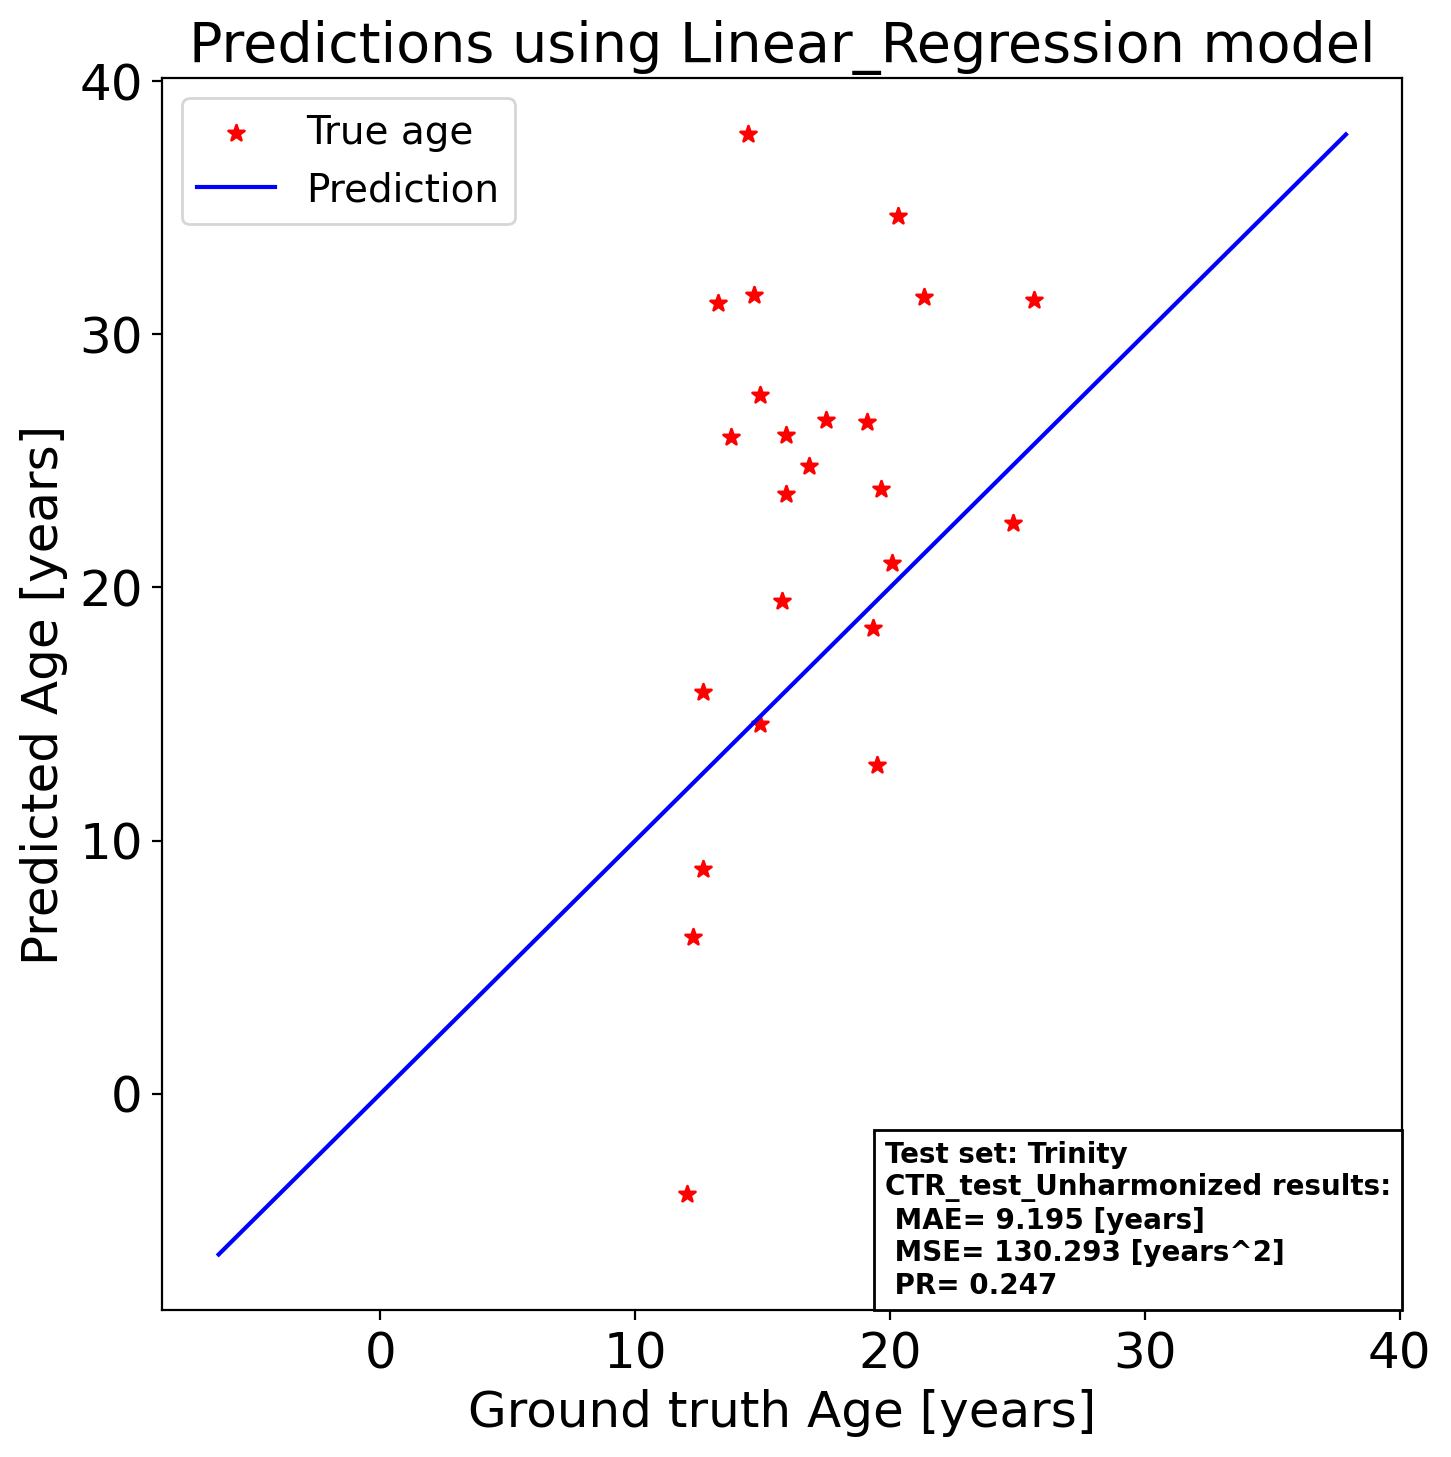 Predictions using Linear_Regression model
True age
Prediction
Predicted Age [years]
40
30
20
10
0
0
10
20
30
40
Ground truth Age [years]
Test set: Trinity
CTR_test_Unharmonized results:
MAE= 9.195 [years]
MSE= 130.293 [years^2]
PR= 0.247